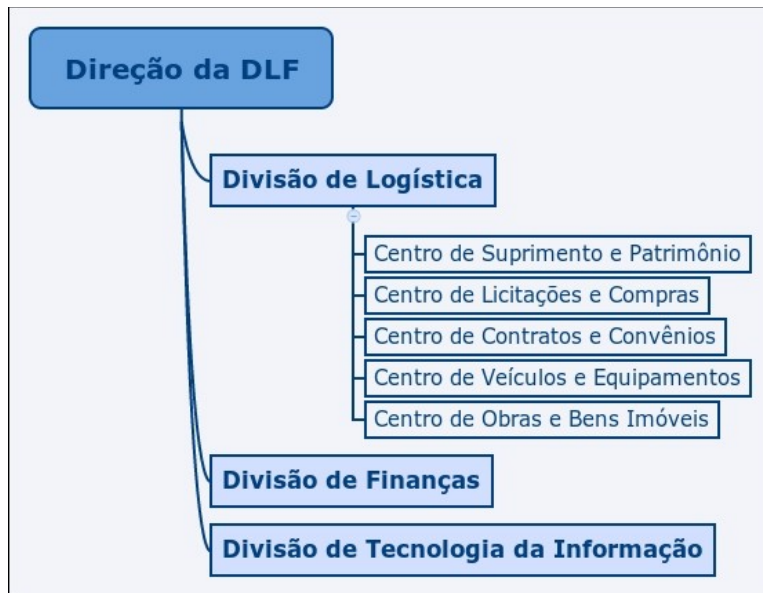 Direção da DLF
Divisão de Logística
Centro de Suprimento e Patrimônio
Centro de Licitações e Compras
Centro de Contratos e Convênios
Centro de Veículos e Equipamentos
Centro de Obras e Bens Imóveis
Divisão de Finanças
Divisão de Tecnologia da Informação